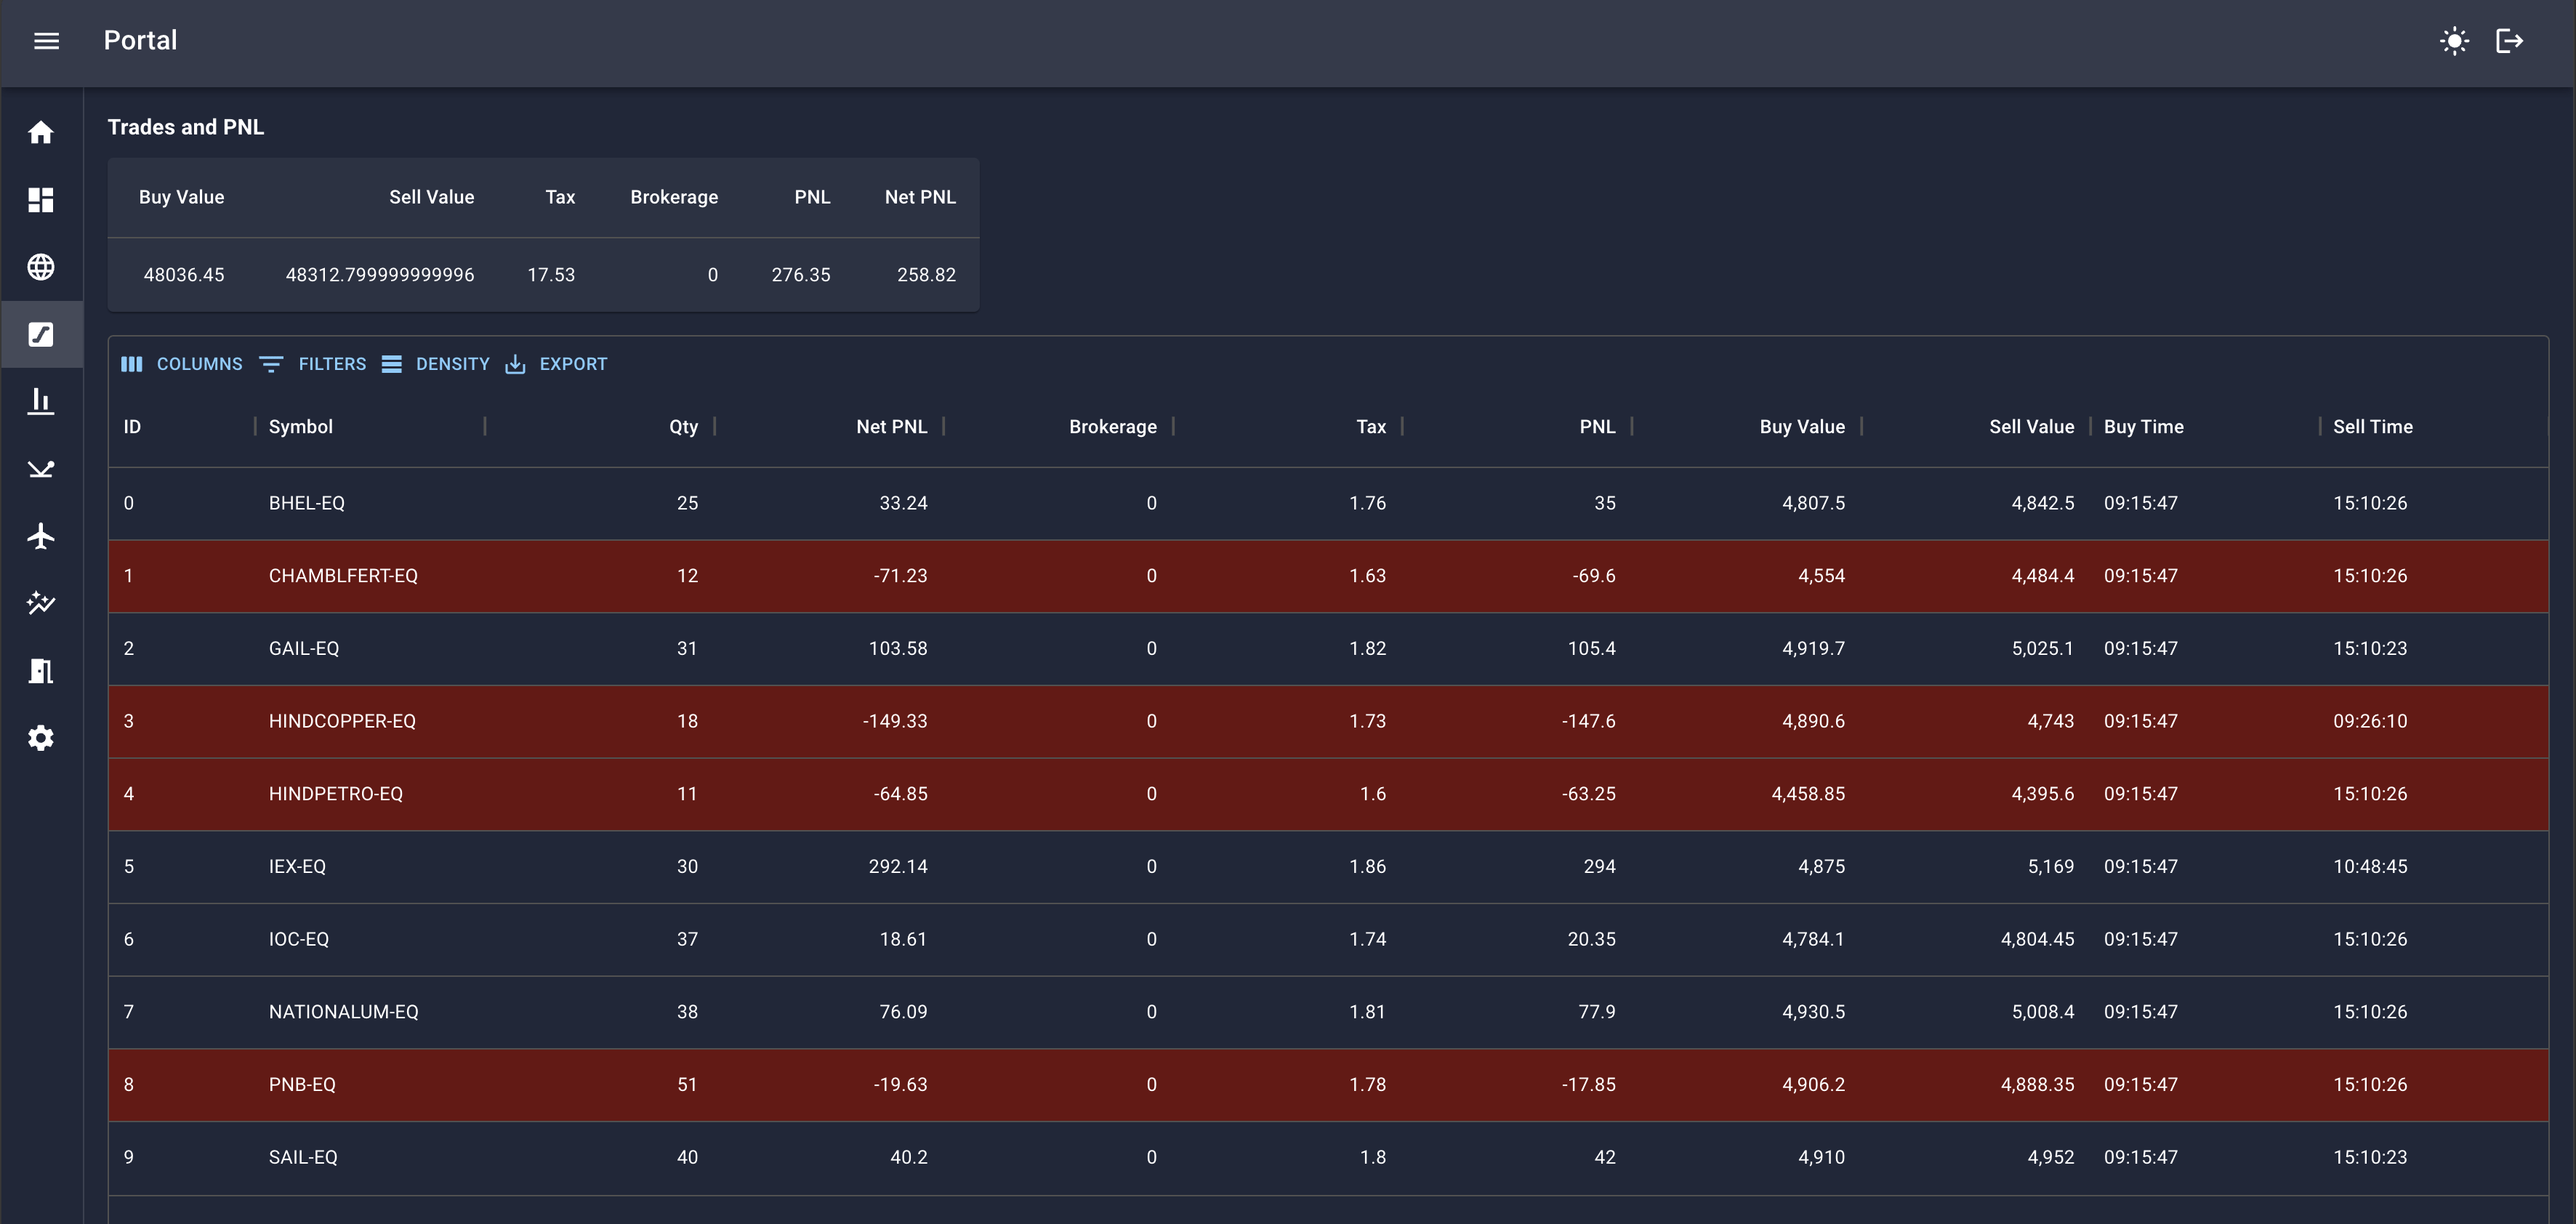 Portal
Trades and PNL
Buy Value Sell Value Tax Brokerage PNL Net PNL
48036.45 48312.799999999996 17.53 0 276.35 258.82
COLUMNS FILTERS DENSITY EXPORT
ID Symbol Qty Net PNL Brokerage Tax PNL Buy Value Sell Value Buy Time Sell Time
0 BHEL-EQ 25 33.24 0 1.76 35 4,807.5 4,842.5 09:15:47 15:10:26
1 CHAMBLFERT-EQ 12 -71.23 0 1.63 -69.6 4,554 4,484.4 09:15:47 15:10:26
2 GAIL-EQ 31 103.58 0 1.82 105.4 4,919.7 5,025.1 09:15:47 15:10:23
3 HINDCOPPER-EQ 18 -149.33 0 1.73 -147.6 4,890.6 4,743 09:15:47 09:26:10
4 HINDPETRO-EQ 11 -64.85 0 1.6 -63.25 4,458.85 4,395.6 09:15:47 15:10:26
5 IEX-EQ 30 292.14 0 1.86 294 4,875 5,169 09:15:47 10:48:45
6 IOC-EQ 37 18.61 0 1.74 20.35 4,784.1 4,804.45 09:15:47 15:10:26
7 NATIONALUM-EQ 38 76.09 0 1.81 77.9 4,930.5 5,008.4 09:15:47 15:10:26
8 PNB-EQ 51 -19.63 0 1.78 -17.85 4,906.2 4,888.35 09:15:47 15:10:26
9 SAIL-EQ 40 40.2 0 1.8 42 4,910 4,952 09:15:47 15:10:23